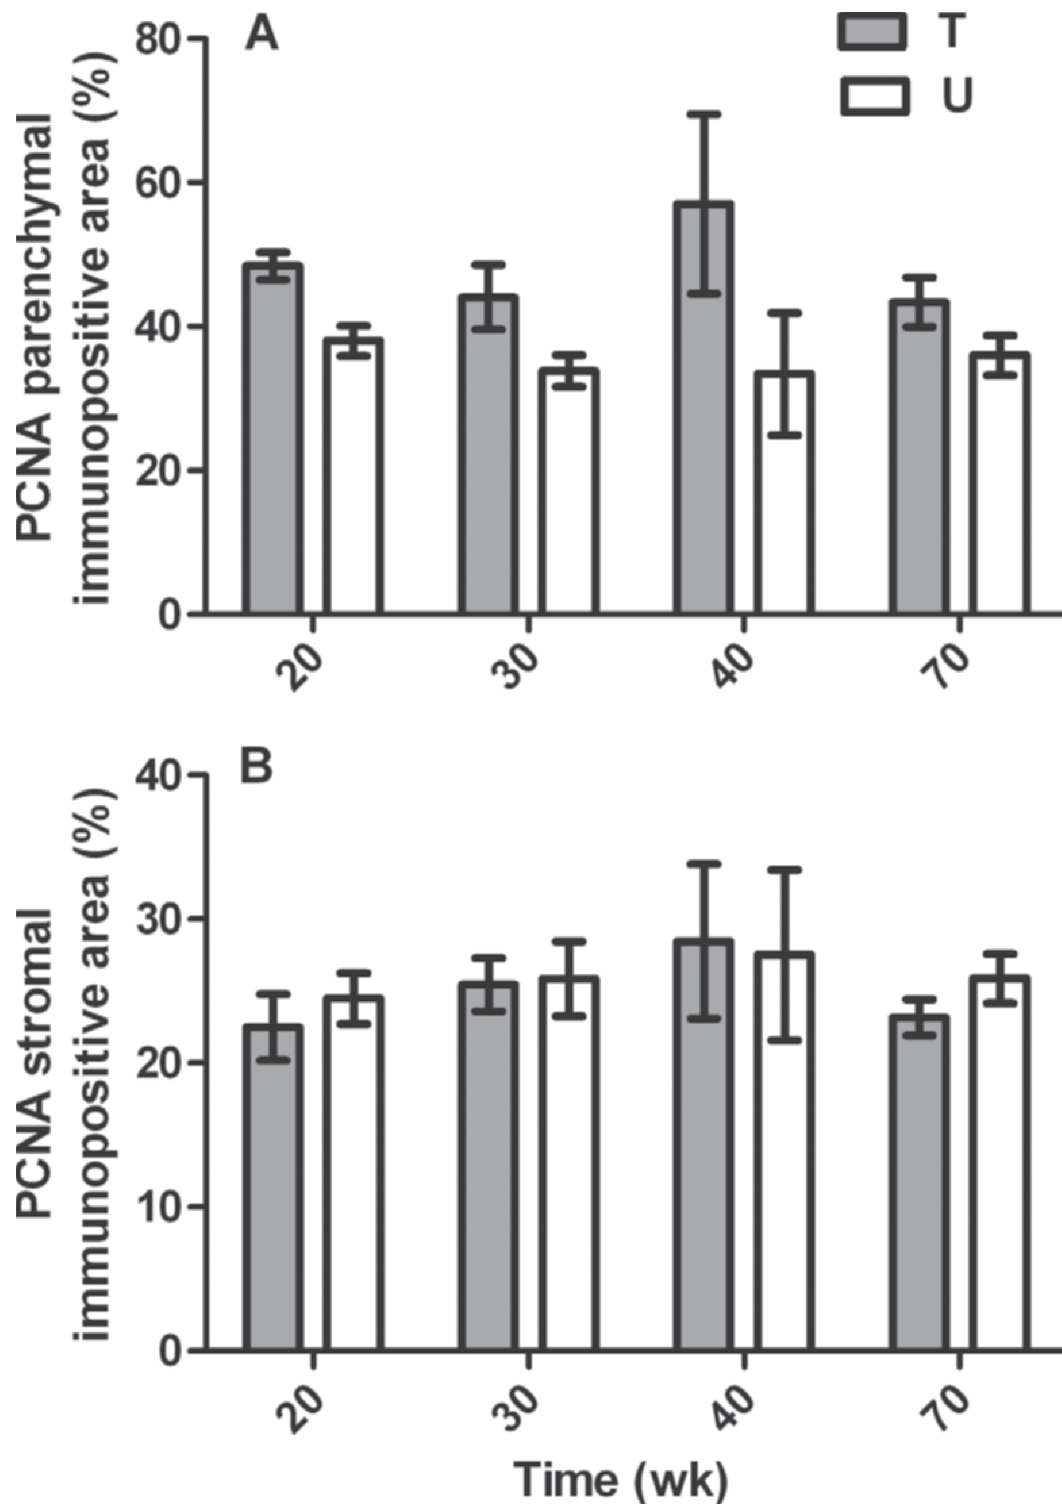 A
T
U
PCNA parenchymal
immunopositive area (%)
80
60
40
20
0
20 30 40 70
B
PCNA stromal
immunopositive area (%)
40
30
20
10
0
20 30 40 70
Time (wk)